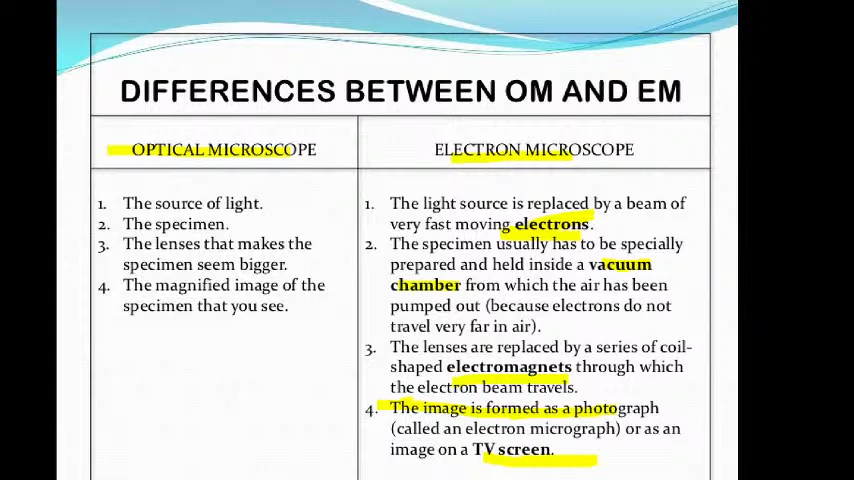 DIFFERENCES BETWEEN OM AND EM
OPTICAL MICROSCOPE
ELECTRON MICROSCOPE
1. The source of light.
2. The specimen.
3. The lenses that makes the
specimen seem bigger.
4. The magnified image of the
specimen that you see.
1. The light source is replaced by a beam of
very fast moving electrons.
2. The specimen usually has to be specially
prepared and held inside a vacuum
chamber from which the air has been
pumped out (because electrons do not
travel very far in air).
3. The lenses are replaced by a series of coil-
shaped electromagnets through which
the electron beam travels.
4. The image is formed as a photograph
(called an electron micrograph) or as an
image on a TV screen.